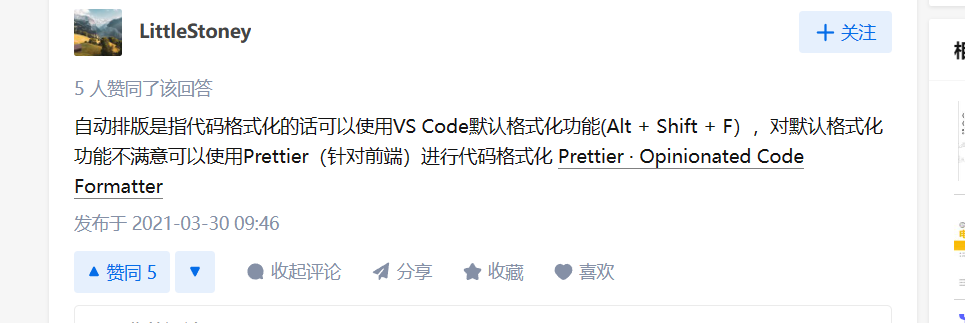 LittleStoney
关注
5 人赞同了该回答
自动排版是指代码格式化的话可以使用VS Code默认格式化功能(Alt + Shift + F），对默认格式化
功能不满意可以使用Prettier（针对前端）进行代码格式化 Prettier · Opinionated Code
Formatter
发布于 2021-03-30 09:46
赞同 5 收起评论 分享 收藏 喜欢